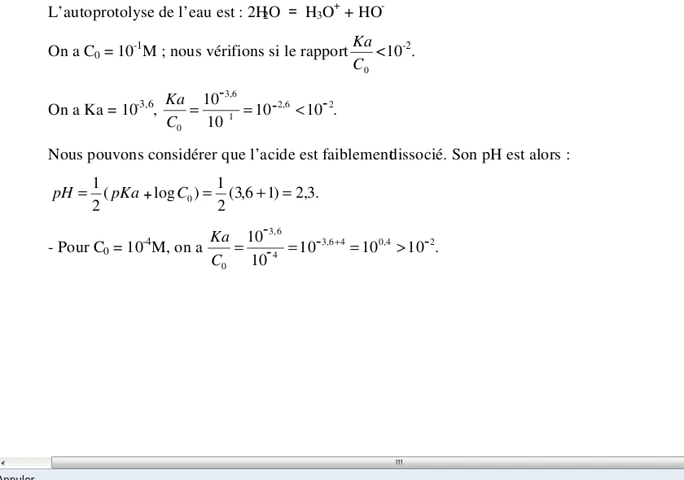 L'autoprotolyse de l'eau est : 2H₂O = H₃O⁺ + HO⁻
On a C₀ = 10⁻¹M ; nous vérifions si le rapport Ka/C₀ < 10⁻².
On a Ka = 10⁻³,⁶, Ka/C₀ = 10⁻³,⁶/10⁻¹ = 10⁻²,⁶ < 10⁻².
Nous pouvons considérer que l'acide est faiblement dissocié. Son pH est alors :
pH = 1/2 (pKa + log C₀) = 1/2 (3,6 + 1) = 2,3.
- Pour C₀ = 10⁻⁴M, on a Ka/C₀ = 10⁻³,⁶/10⁻⁴ = 10⁻³,⁶⁺⁴ = 10⁰,⁴ > 10⁻².